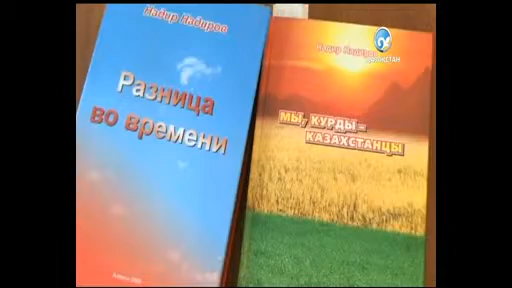 Надир Надиров
Разница
во времени
Надир Надиров
МЫ, КУРДЫ –
КАЗАХСТАНЦЫ